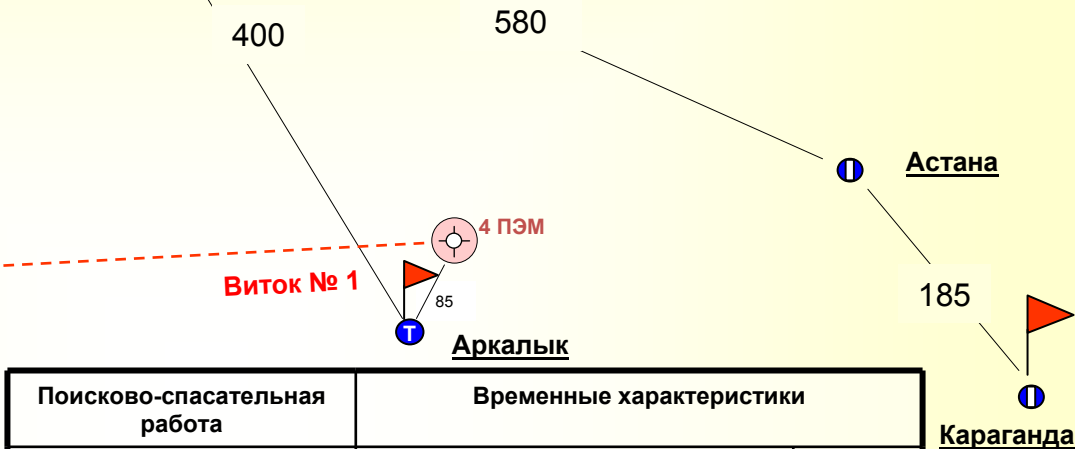 400
580
Астана
4 ПЭМ
Виток № 1
85
185
Т
Аркалык
Поисково-спасательная
работа
Временные характеристики
Караганда